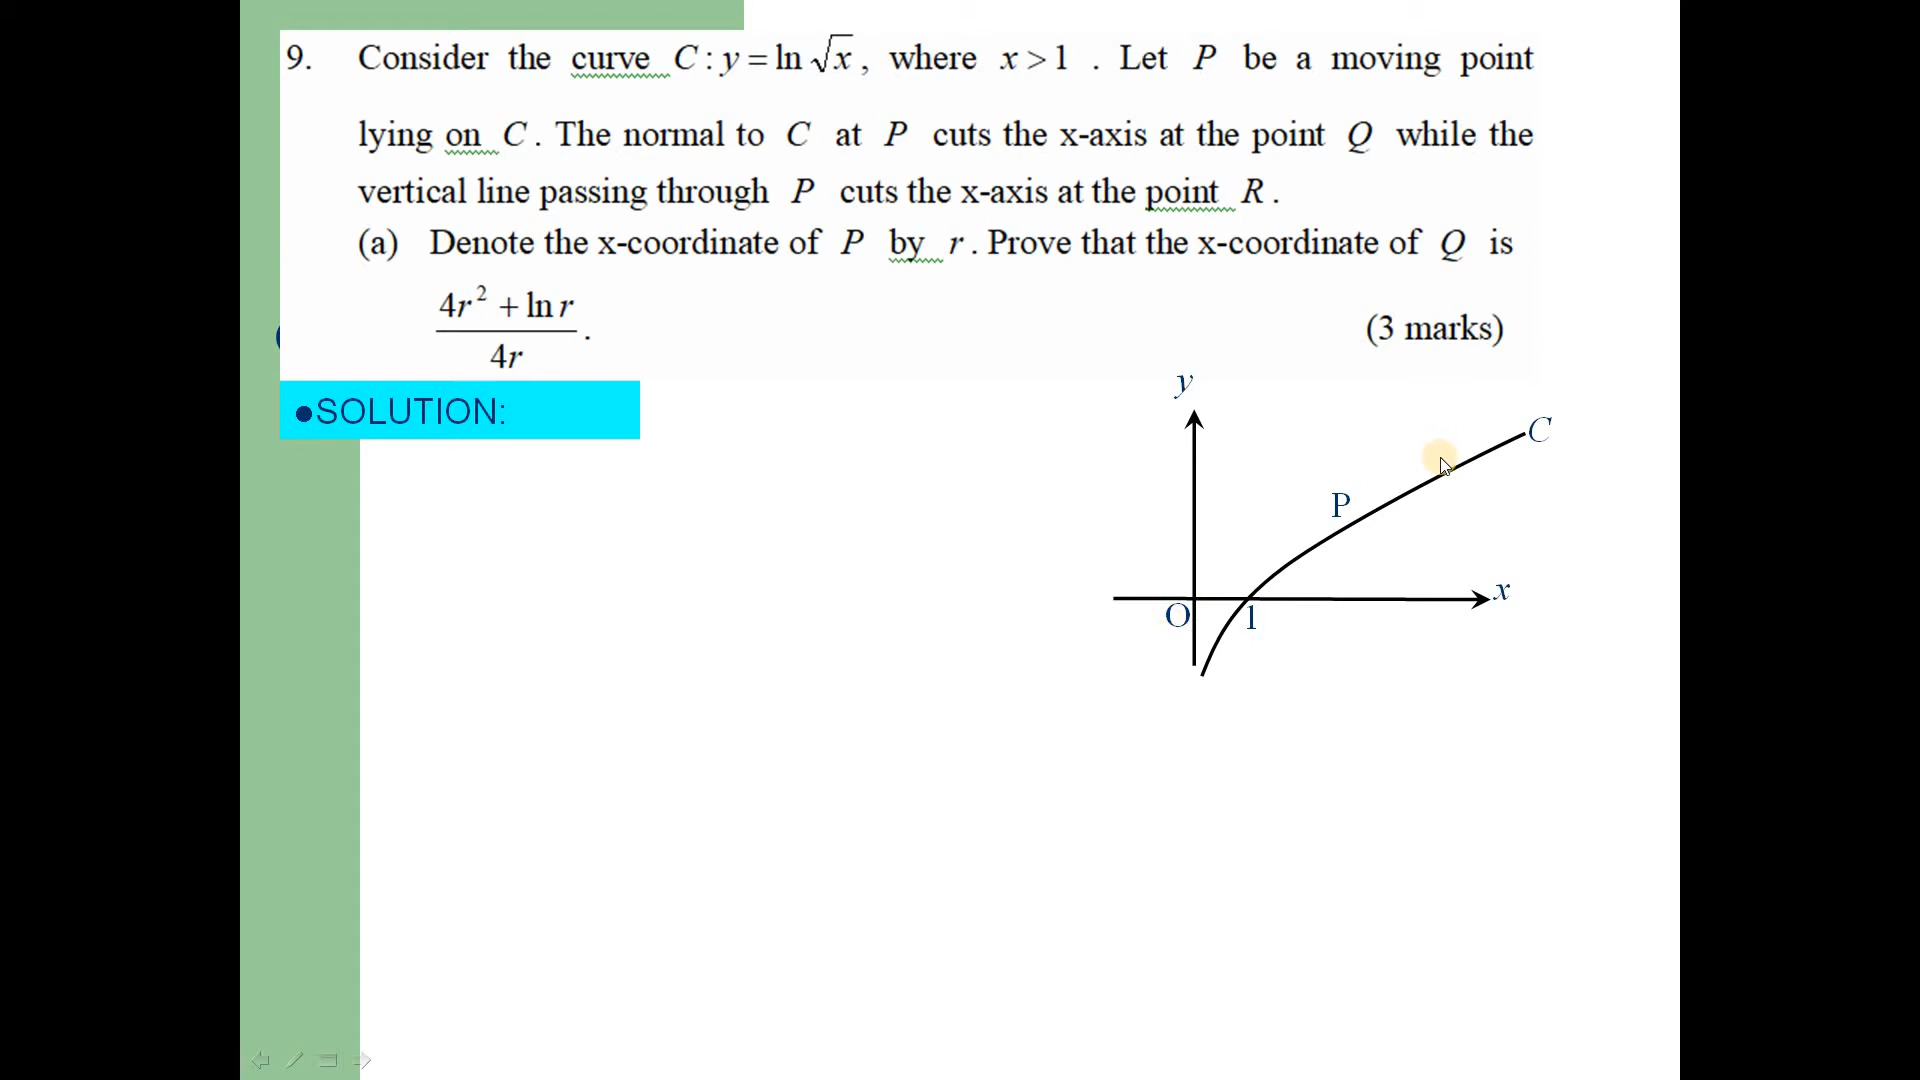 9. Consider the curve C : y = ln √x , where x > 1 . Let P be a moving point
lying on C . The normal to C at P cuts the x-axis at the point Q while the
vertical line passing through P cuts the x-axis at the point R .
(a) Denote the x-coordinate of P by r . Prove that the x-coordinate of Q is
4r² + ln r
4r
.
(3 marks)
●SOLUTION:
y
C
P
x
O
1